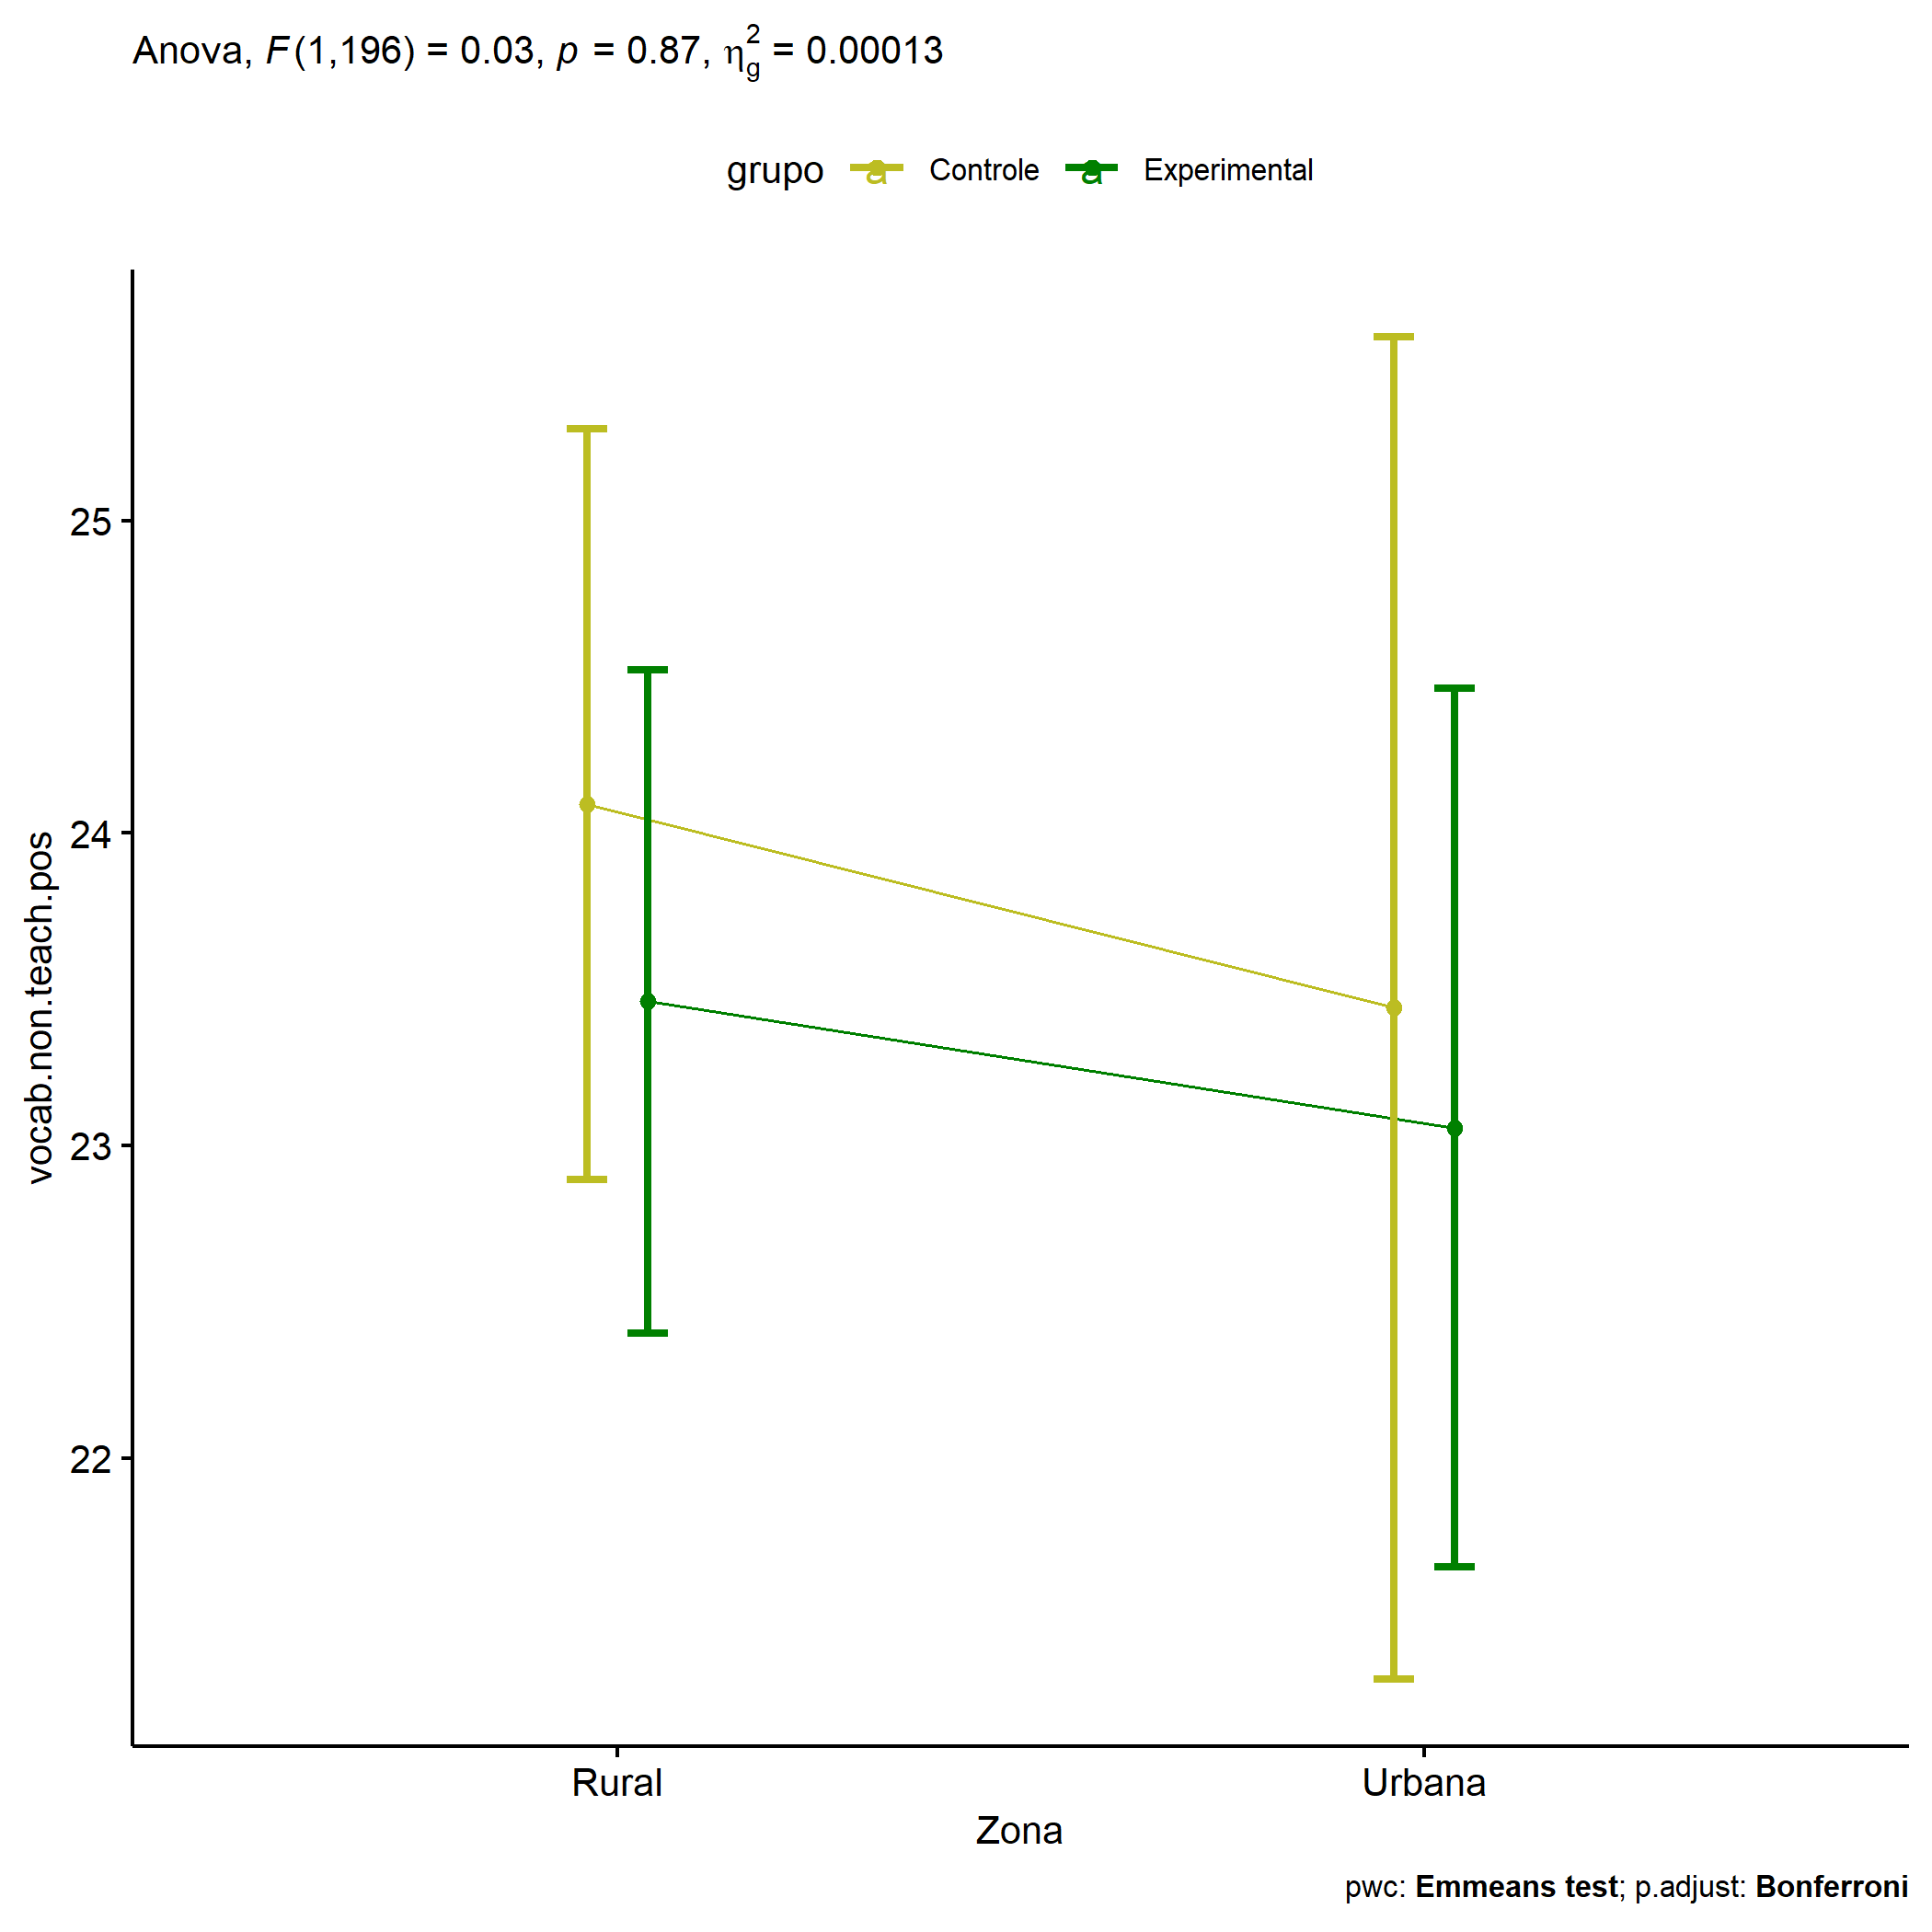 Anova, F(1,196) = 0.03, p = 0.87, η²g = 0.00013
grupo a Controle a Experimental
25
24
23
22
vocab.non.teach.pos
Rural Urbana
Zona
pwc: Emmeans test; p.adjust: Bonferroni